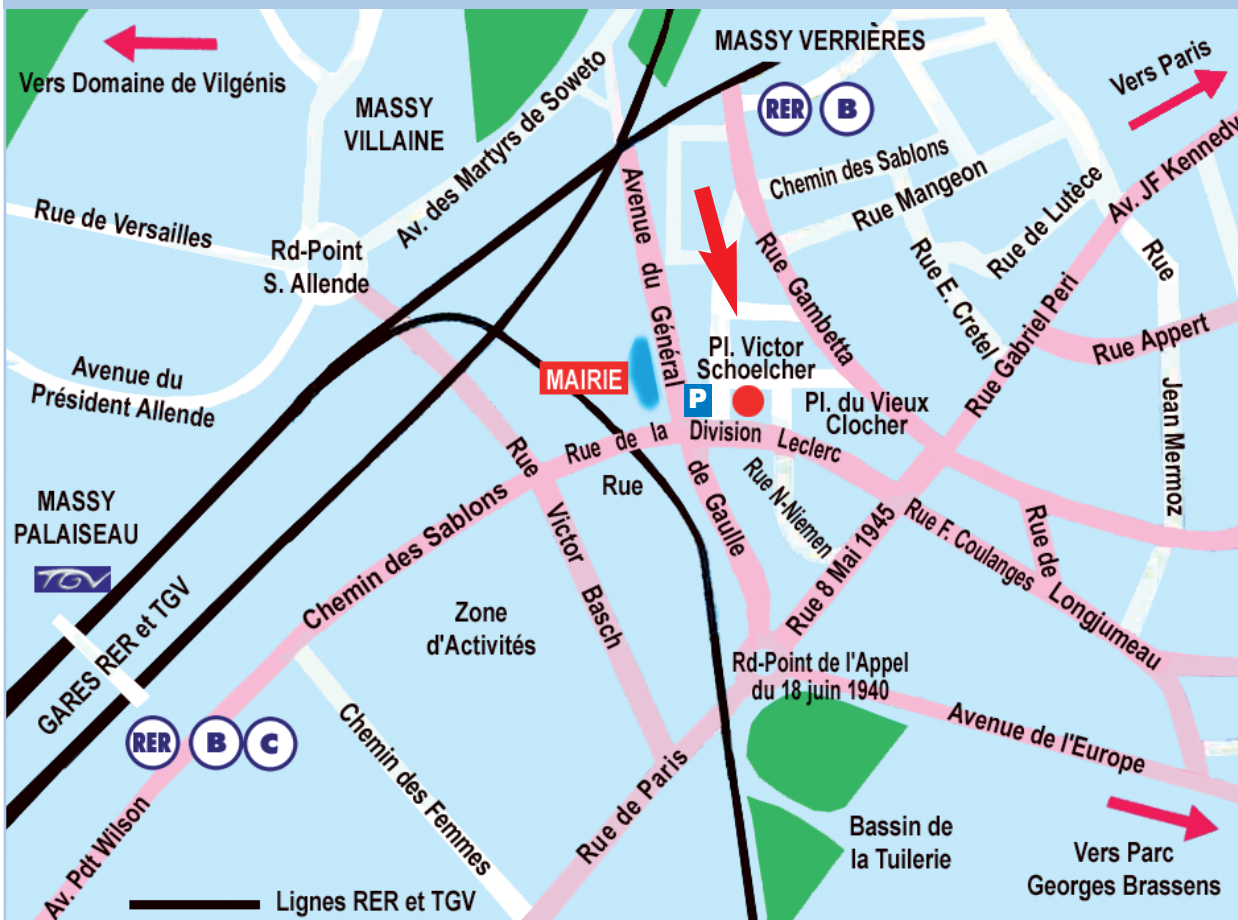 MASSY VERRIÈRES
Vers Paris
Vers Domaine de Vilgénis
RER B
MASSY
VILLAINE
Av. des Martyrs de Soweto
Av. JF Kennedy
Chemin des Sablons
Rue Mangeon
Rue de Lutèce
Rue de Versailles
Rd-Point
S. Allende
Avenue du Général
de Gaulle
Rue Gambetta
Rue E. Cretel
Rue Gabriel Peri
Rue
Jean Mermoz
Rue Appert
Pl. Victor
Schoelcher
MAIRIE
P
Avenue du
Président Allende
Pl. du Vieux
Clocher
Rue de la Division Leclerc
Rue
Rue Victor Basch
Rue N-Niemen
MASSY
PALAISEAU
TGV
Chemin des Sablons
Rue 8 Mai 1945
Rue F. Coulanges
Rue de
Longjumeau
GARES RER et TGV
Zone
d'Activités
Rd-Point de l'Appel
du 18 juin 1940
RER B C
Chemin des Femmes
Avenue de l'Europe
Rue de Paris
Av. Pdt Wilson
Bassin de
la Tuilerie
Vers Parc
Georges Brassens
Lignes RER et TGV